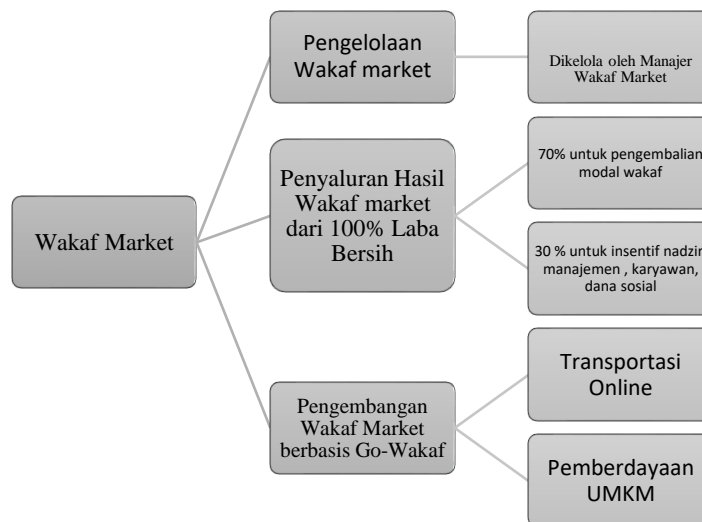 Wakaf Market
Pengelolaan
Wakaf market
Dikelola oleh Manajer
Wakaf Market
Penyaluran Hasil
Wakaf market
dari 100% Laba
Bersih
70% untuk pengembalian
modal wakaf
30 % untuk insentif nadzir
manajemen , karyawan,
dana sosial
Pengembangan
Wakaf Market
berbasis Go-Wakaf
Transportasi
Online
Pemberdayaan
UMKM